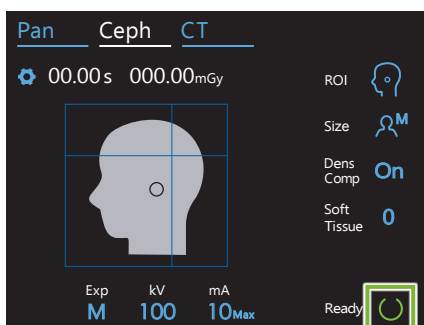 Pan Ceph CT
00.00 s 000.00mGy
ROI
Size M
Dens Comp On
Soft Tissue 0
Exp kV mA
M 100 10Max
Ready